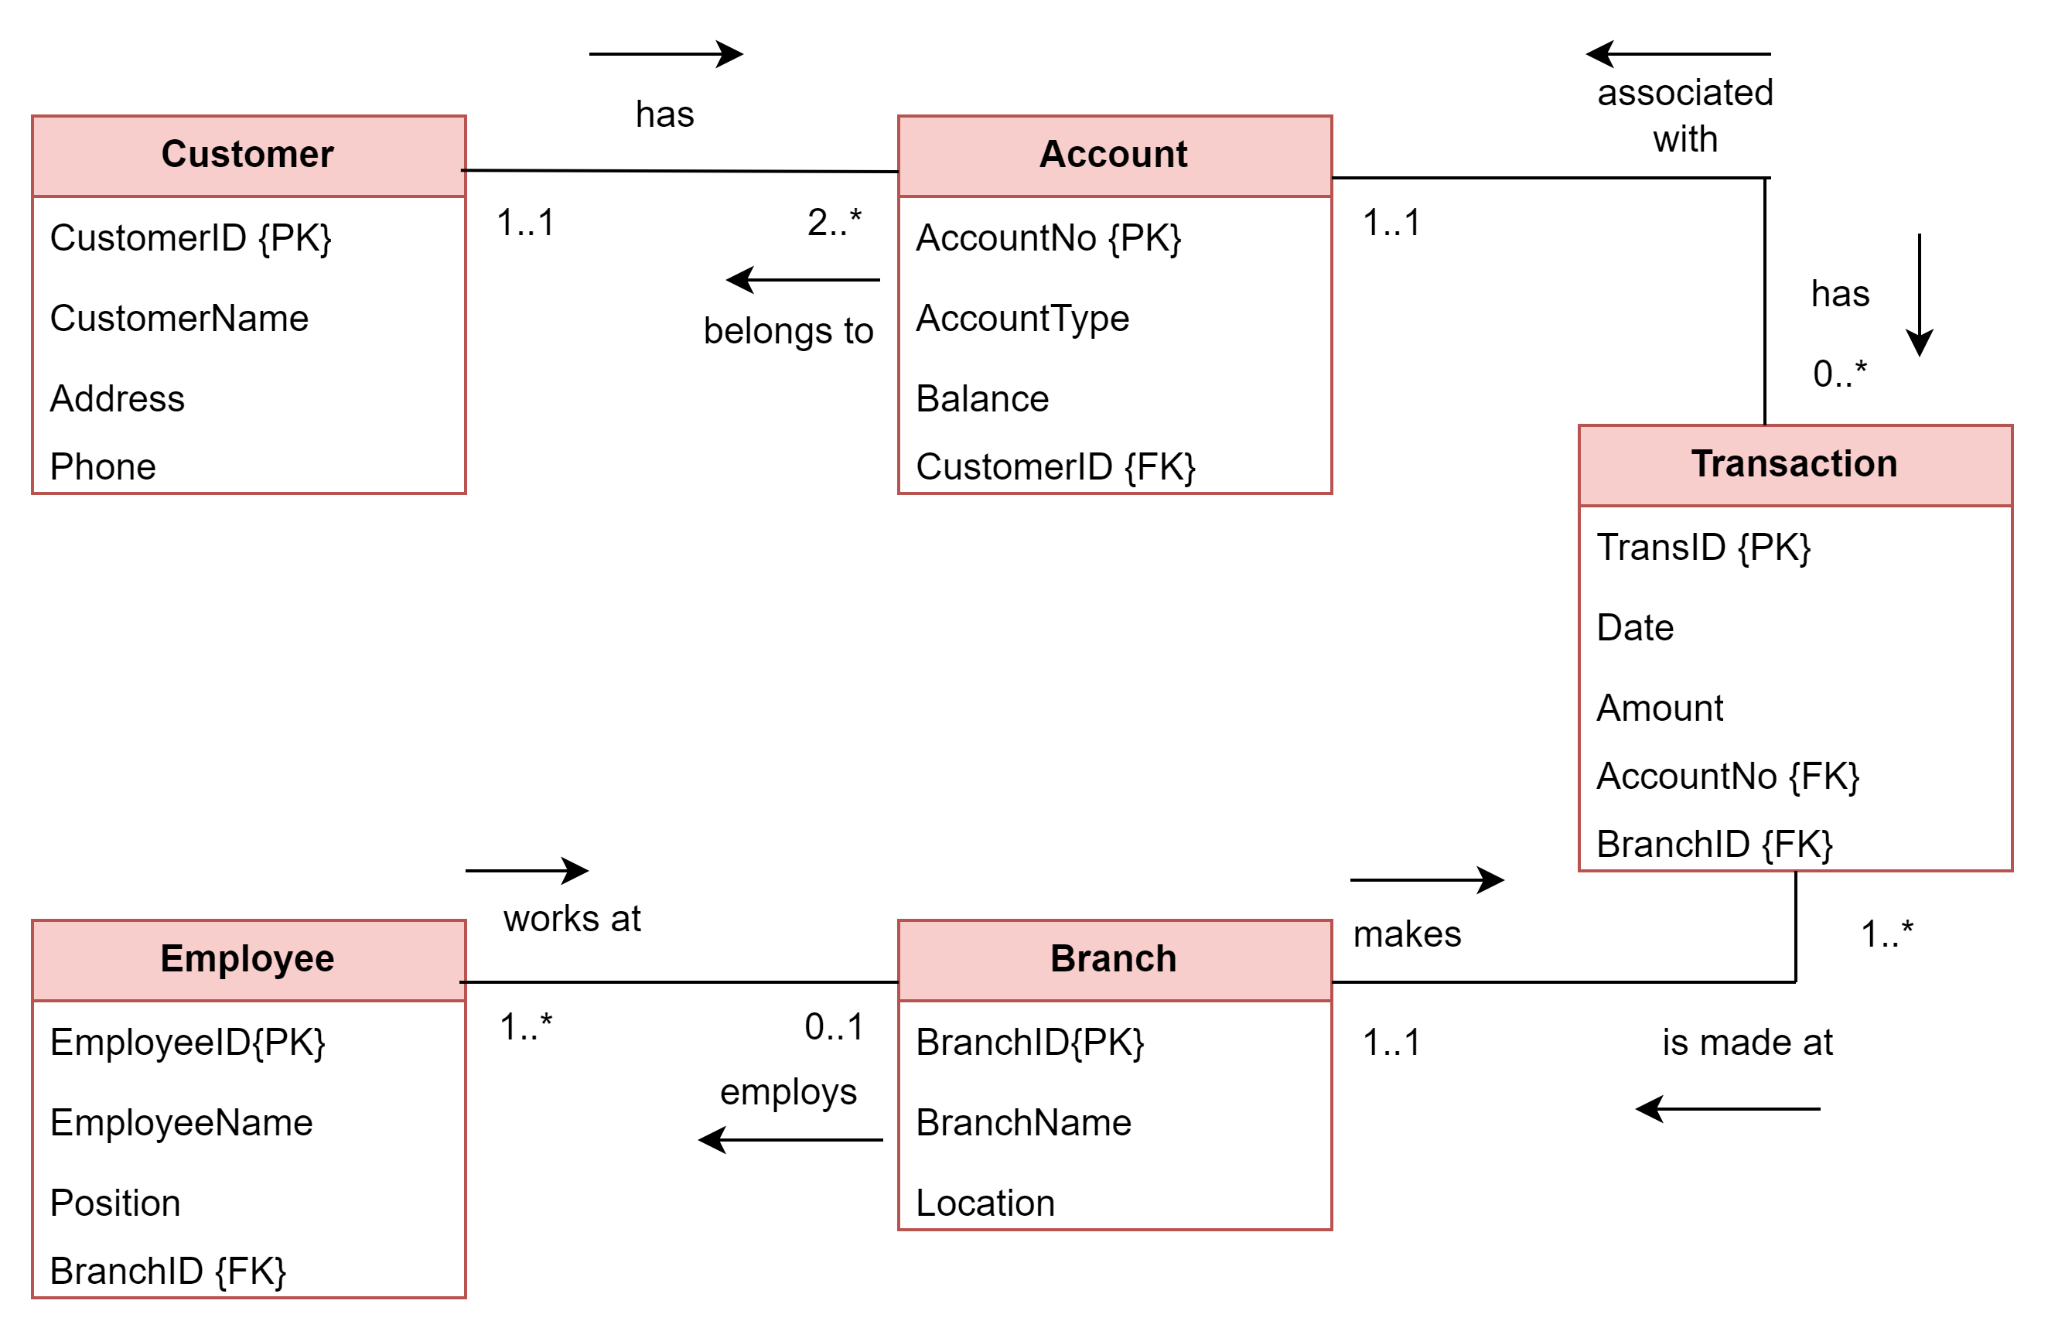 has
associated
with
Customer
CustomerID {PK}
CustomerName
Address
Phone
1..1
2..*
belongs to
Account
AccountNo {PK}
AccountType
Balance
CustomerID {FK}
1..1
has
0..*
Transaction
TransID {PK}
Date
Amount
AccountNo {FK}
BranchID {FK}
works at
makes
1..*
Employee
EmployeeID{PK}
EmployeeName
Position
BranchID {FK}
1..*
0..1
employs
Branch
BranchID{PK}
BranchName
Location
1..1
is made at